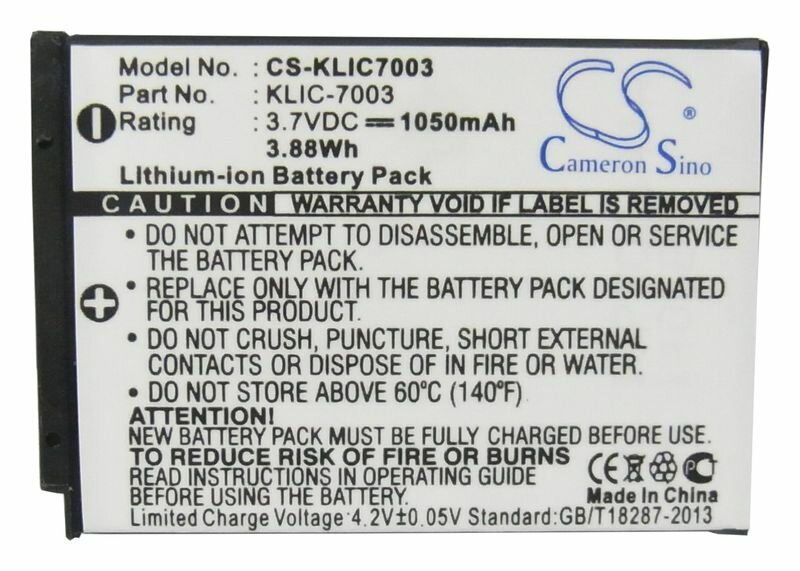 Model No.: CS-KLIC7003
Part No.: KLIC-7003
Rating : 3.7VDC ⎓ 1050mAh
3.88Wh
Lithium-ion Battery Pack
CS
®
Cameron Sino
CAUTION WARRANTY VOID IF LABEL IS REMOVED
• DO NOT ATTEMPT TO DISASSEMBLE, OPEN OR SERVICE
THE BATTERY PACK.
• REPLACE ONLY WITH THE BATTERY PACK DESIGNATED
FOR THIS EQUIPMENT.
• DO NOT CRUSH, PUNCTURE, SHORT EXTERNAL
CONTACTS OR DISPOSE OF IN FIRE OR WATER.
• DO NOT STORE ABOVE 60°C (140°F)
ATTENTION!
NEW BATTERY PACK MUST BE CHARGED BEFORE USE
TO REDUCE RISK OF FIRE OR BURNS
READ INSTRUCTIONS IN OPERATING GUIDE
BEFORE USE.
CE
PCT
Made In China
Limited Charge Voltage:4.2V±0.05V Standard:GB/T18287-2013